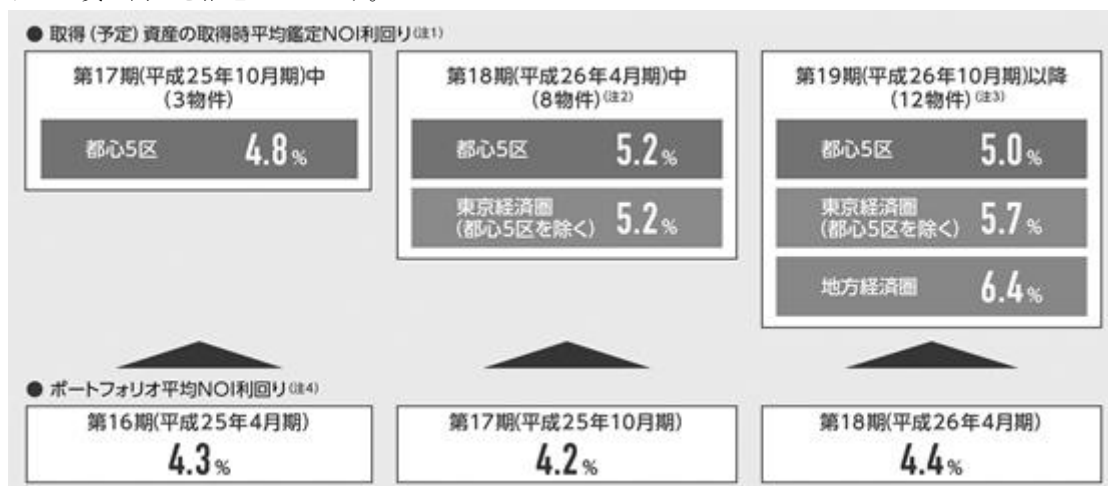 ● 取得(予定)資産の取得時平均鑑定NOI利回り(注1)
第17期(平成25年10月期)中
(3物件)
都心5区 4.8%
第18期(平成26年4月期)中
(8物件)(注2)
都心5区 5.2%
東京経済圏
(都心5区を除く) 5.2%
第19期(平成26年10月期)以降
(12物件)(注3)
都心5区 5.0%
東京経済圏
(都心5区を除く) 5.7%
地方経済圏 6.4%
● ポートフォリオ平均NOI利回り(注4)
第16期(平成25年4月期)
4.3%
第17期(平成25年10月期)
4.2%
第18期(平成26年4月期)
4.4%